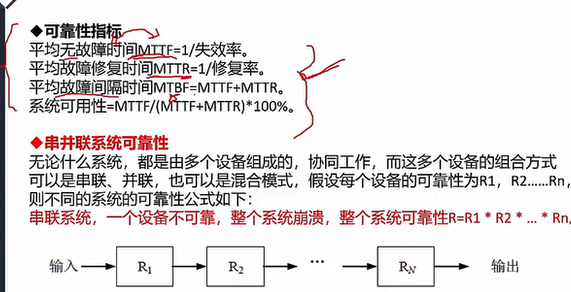 ◆可靠性指标
平均无故障时间MTTF=1/失效率。
平均故障修复时间MTTR=1/修复率。
平均故障间隔时间MTBF=MTTF+MTTR。
系统可用性=MTTF/(MTTF+MTTR)*100%。
◆串并联系统可靠性
无论什么系统，都是由多个设备组成的，协同工作，而这多个设备的组合方式
可以是串联、并联，也可以是混合模式，假设每个设备的可靠性为R1，R2……Rn，
则不同的系统的可靠性公式如下：
串联系统，一个设备不可靠，整个系统崩溃，整个系统可靠性R=R1*R2*…*Rn。
输入 R1 R2 … RN 输出